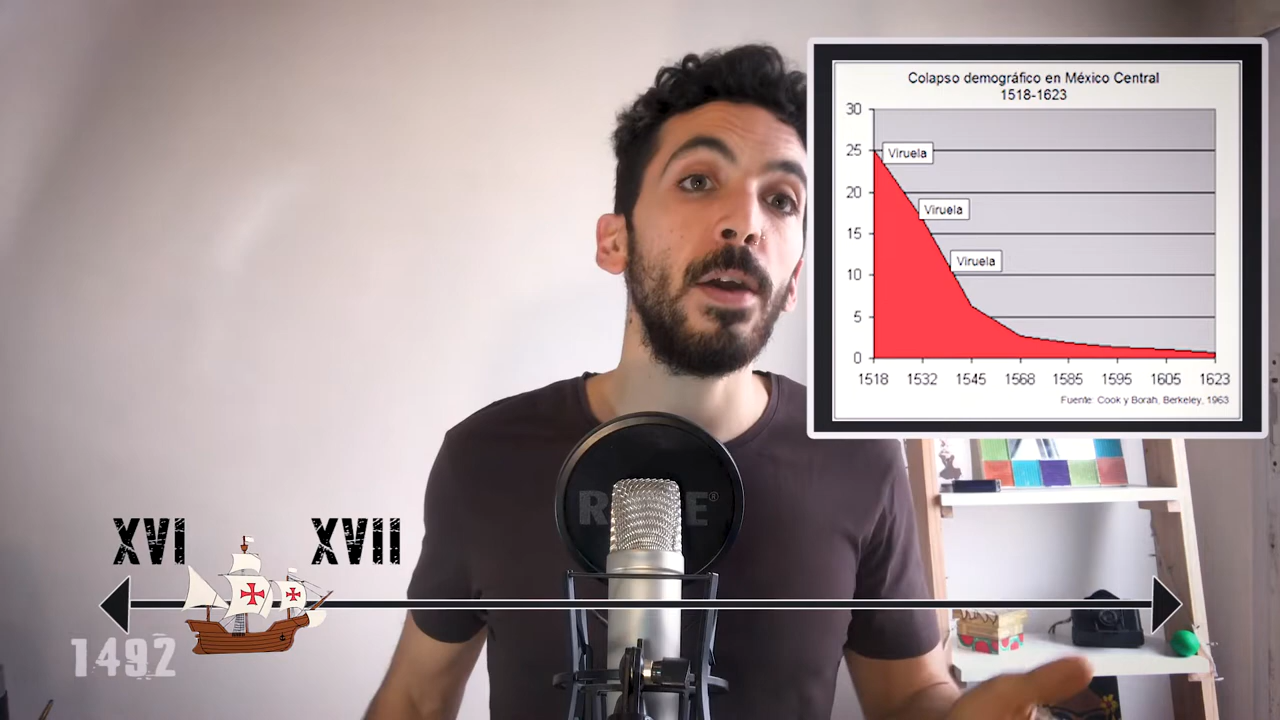 Colapso demográfico en México Central
1518-1623
30
25
20
15
10
5
0
Viruela
Viruela
Viruela
1518 1532 1545 1568 1585 1595 1605 1623
Fuente: Cook y Borah, Berkeley, 1963
XVI XVII
1492